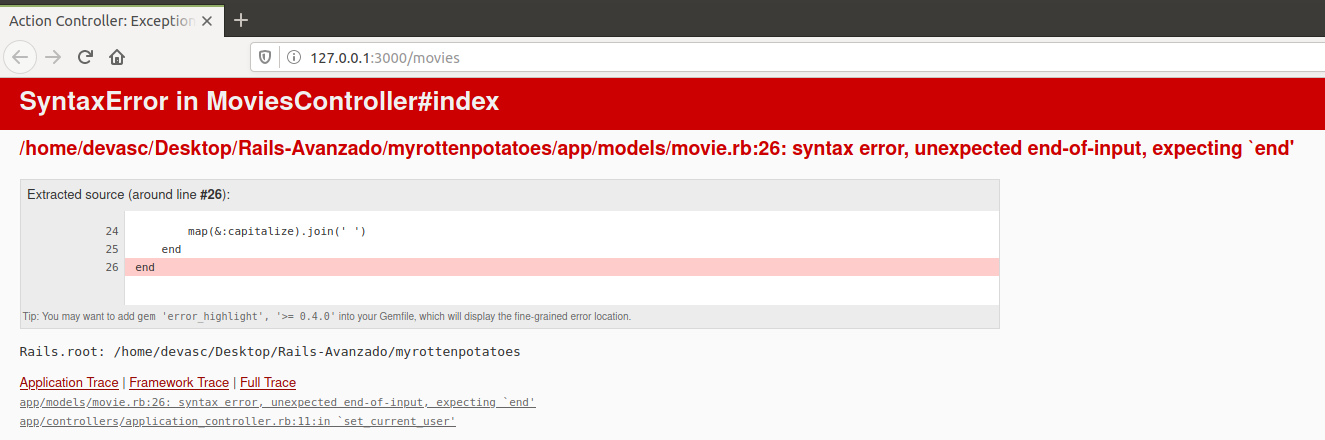 Action Controller: Exception
127.0.0.1:3000/movies
SyntaxError in MoviesController#index
/home/devasc/Desktop/Rails-Avanzado/myrottenpotatoes/app/models/movie.rb:26: syntax error, unexpected end-of-input, expecting `end'
Extracted source (around line #26):
24 map(&:capitalize).join(' ')
25 end
26 end
Tip: You may want to add gem 'error_highlight', '>= 0.4.0' into your Gemfile, which will display the fine-grained error location.
Rails.root: /home/devasc/Desktop/Rails-Avanzado/myrottenpotatoes
Application Trace | Framework Trace | Full Trace
app/models/movie.rb:26: syntax error, unexpected end-of-input, expecting `end'
app/controllers/application_controller.rb:11:in `set_current_user'